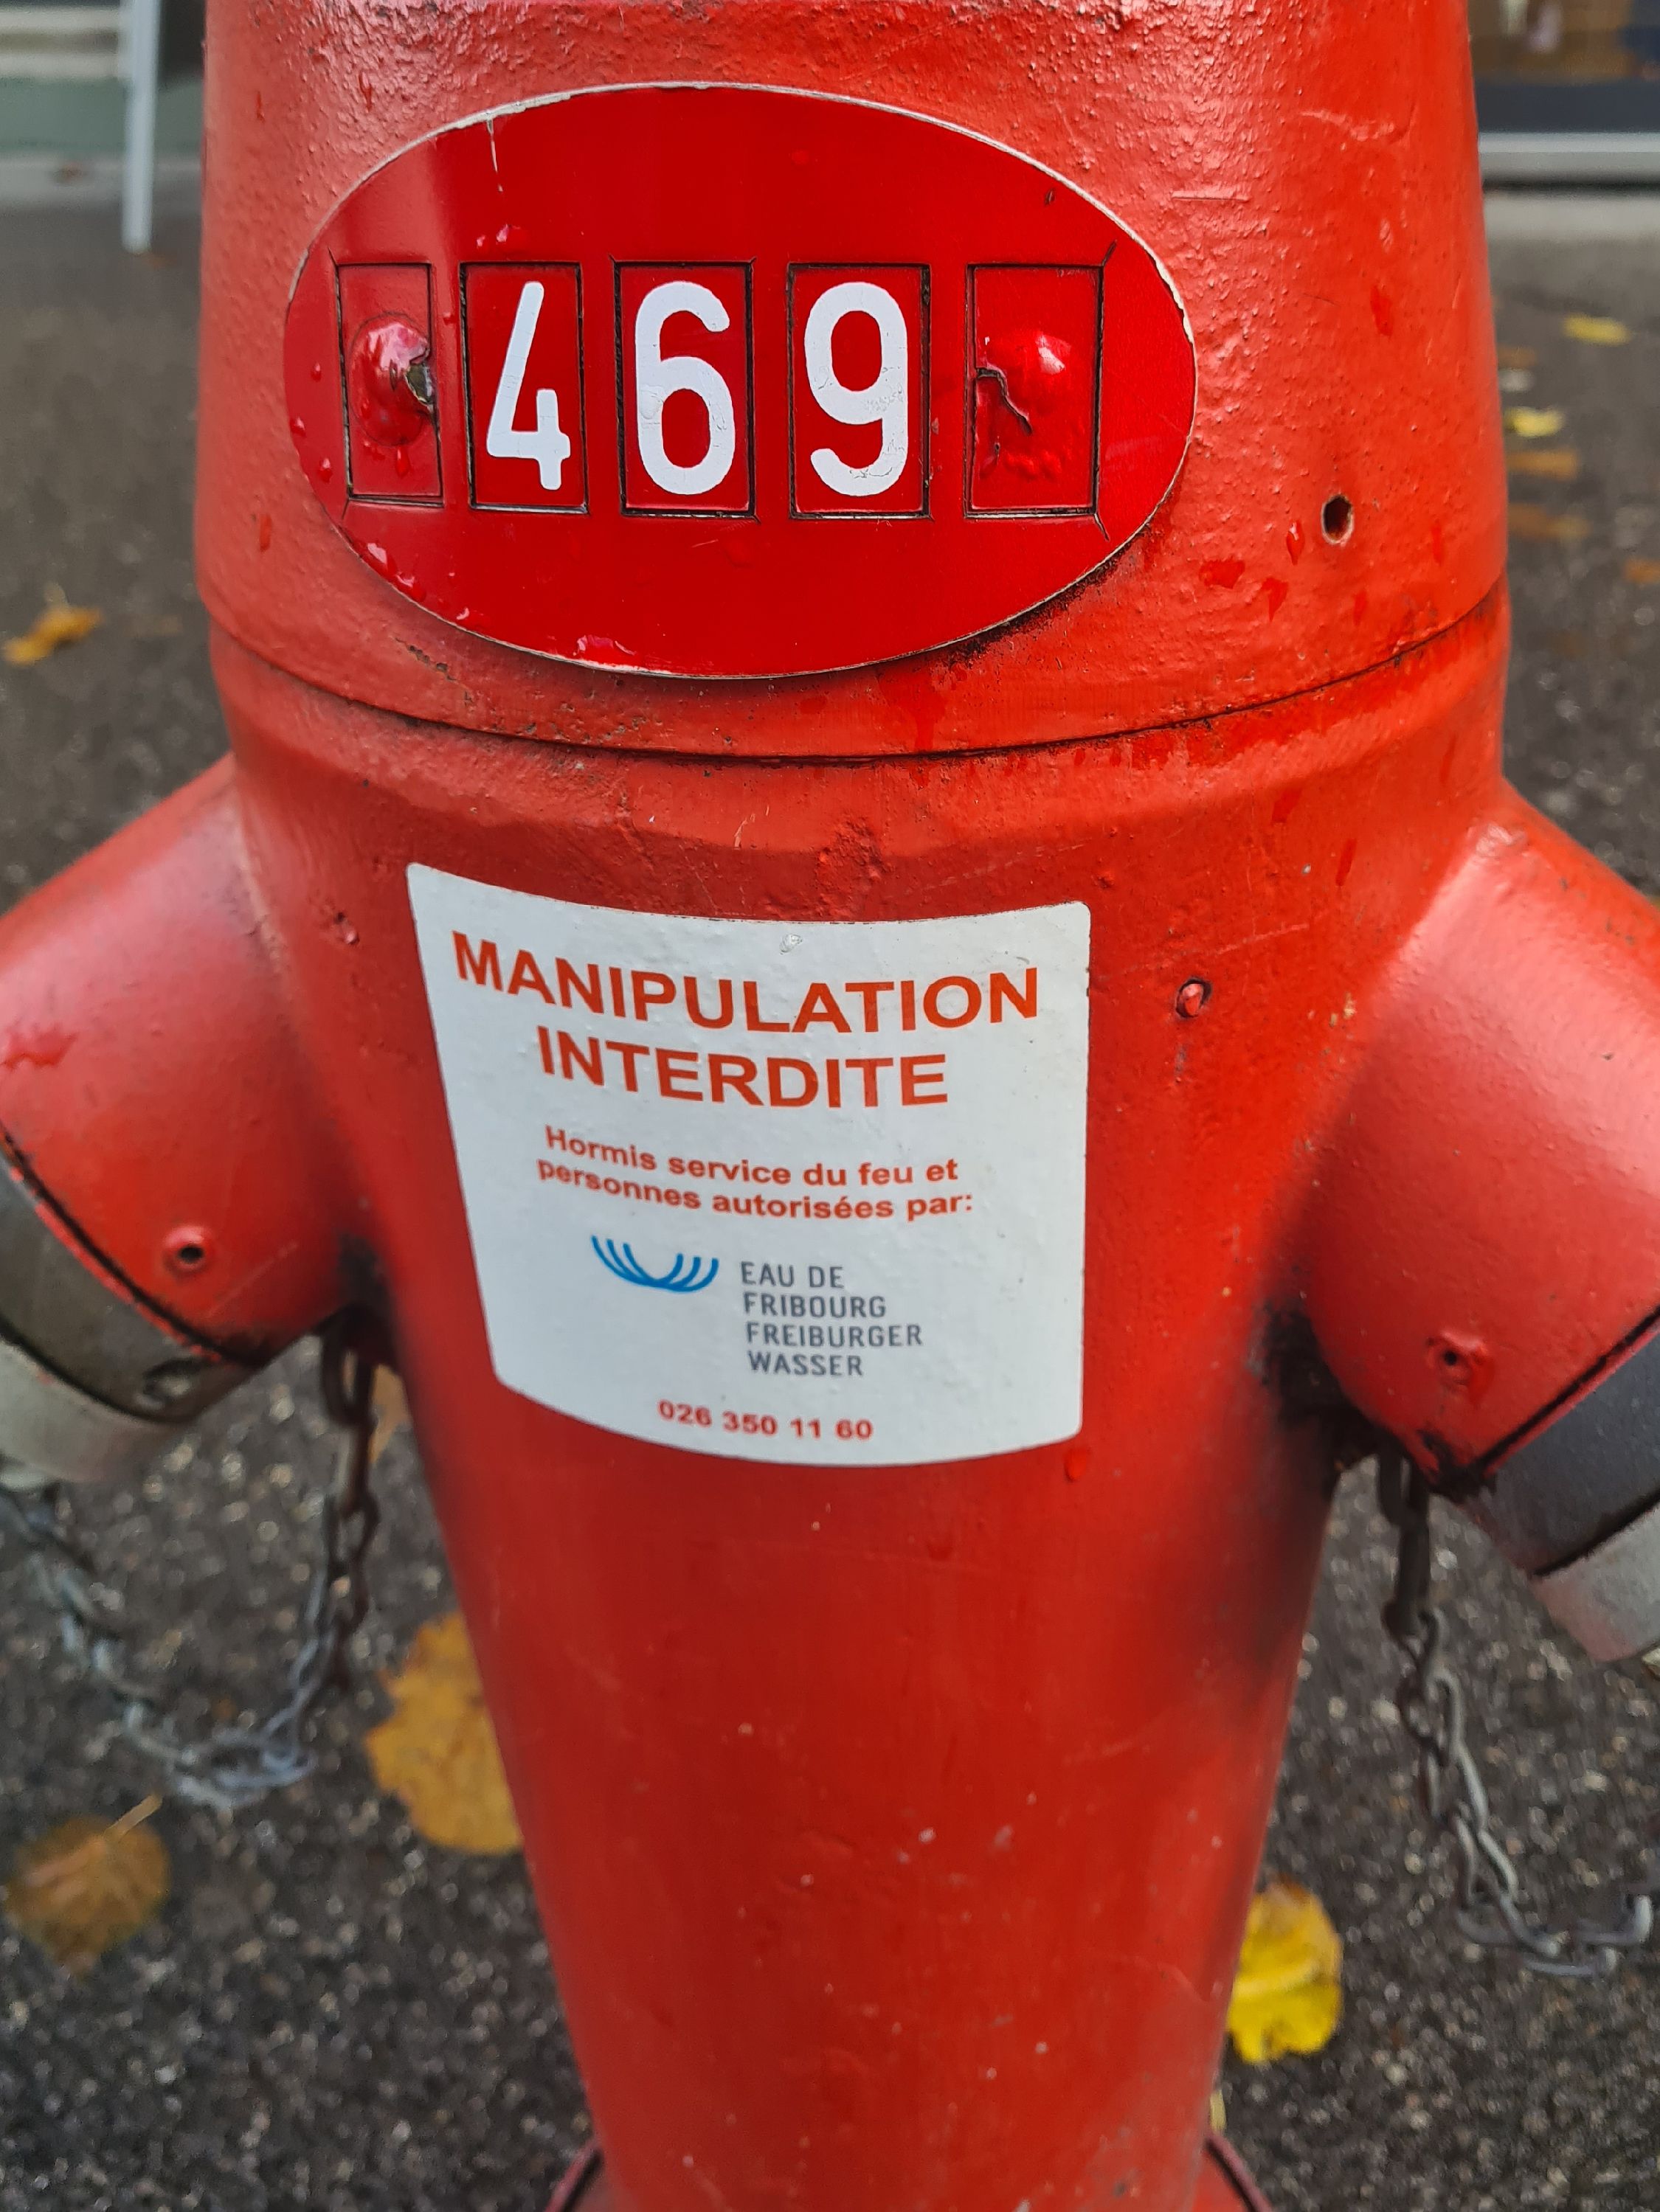 469
MANIPULATION
INTERDITE
Hormis service du feu et
personnes autorisées par:
EAU DE
FRIBOURG
FREIBURGER
WASSER
026 350 11 60